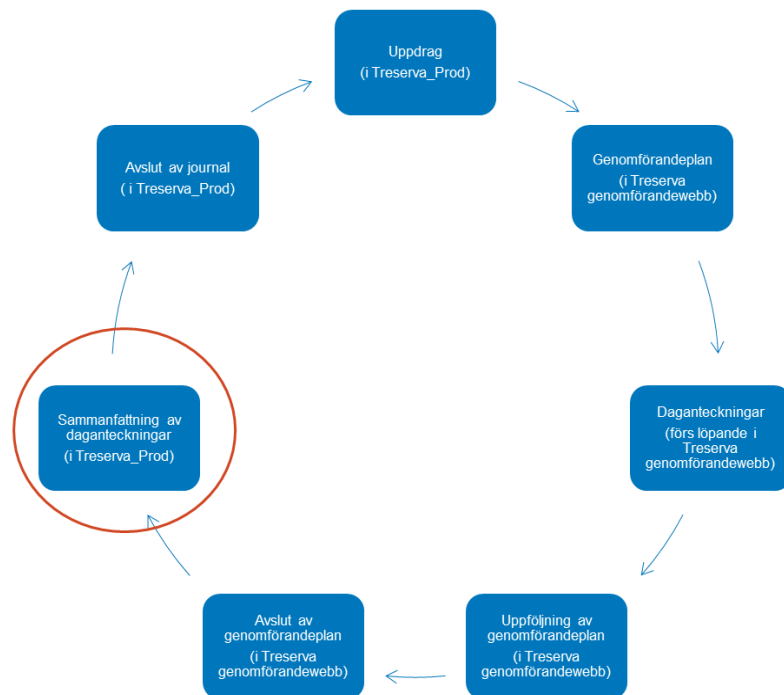 Uppdrag
(i Treserva_Prod)
Genomförandeplan
(i Treserva
genomförandewebb)
Daganteckningar
(förs löpande i
Treserva
genomförandewebb)
Uppföljning av
genomförandeplan
(i Treserva
genomförandewebb)
Avslut av
genomförandeplan
(i Treserva
genomförandewebb)
Sammanfattning av
daganteckningar
(i Treserva_Prod)
Avslut av journal
( i Treserva_Prod)